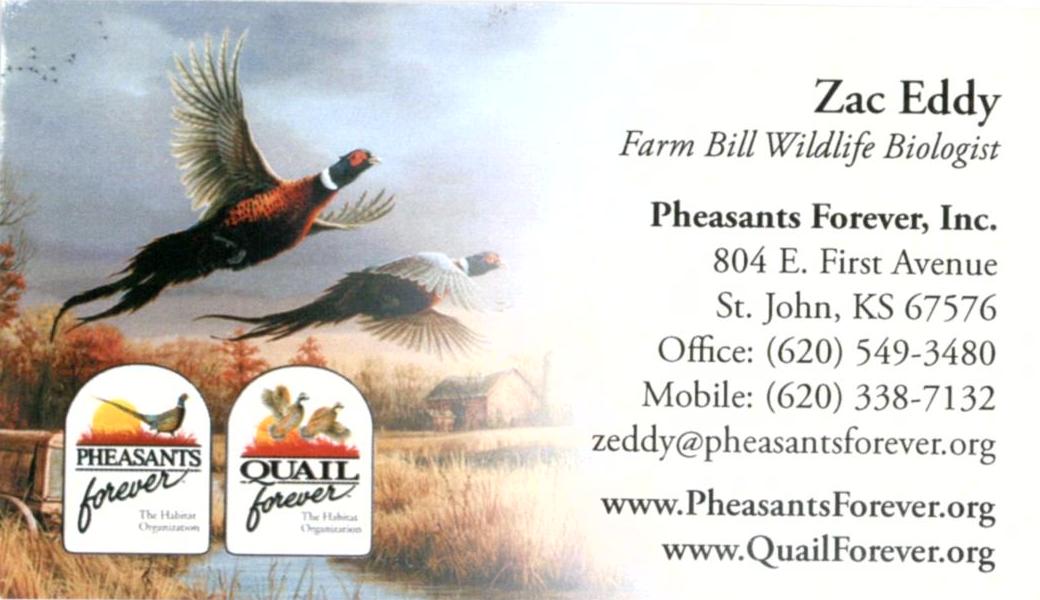 Zac Eddy
Farm Bill Wildlife Biologist
Pheasants Forever, Inc.
804 E. First Avenue
St. John, KS 67576
Office: (620) 549-3480
Mobile: (620) 338-7132
zeddy@pheasantsforever.org
www.PheasantsForever.org
www.QuailForever.org
PHEASANTS
forever
The Habitat
Organization
QUAIL
forever
The Habitat
Organization